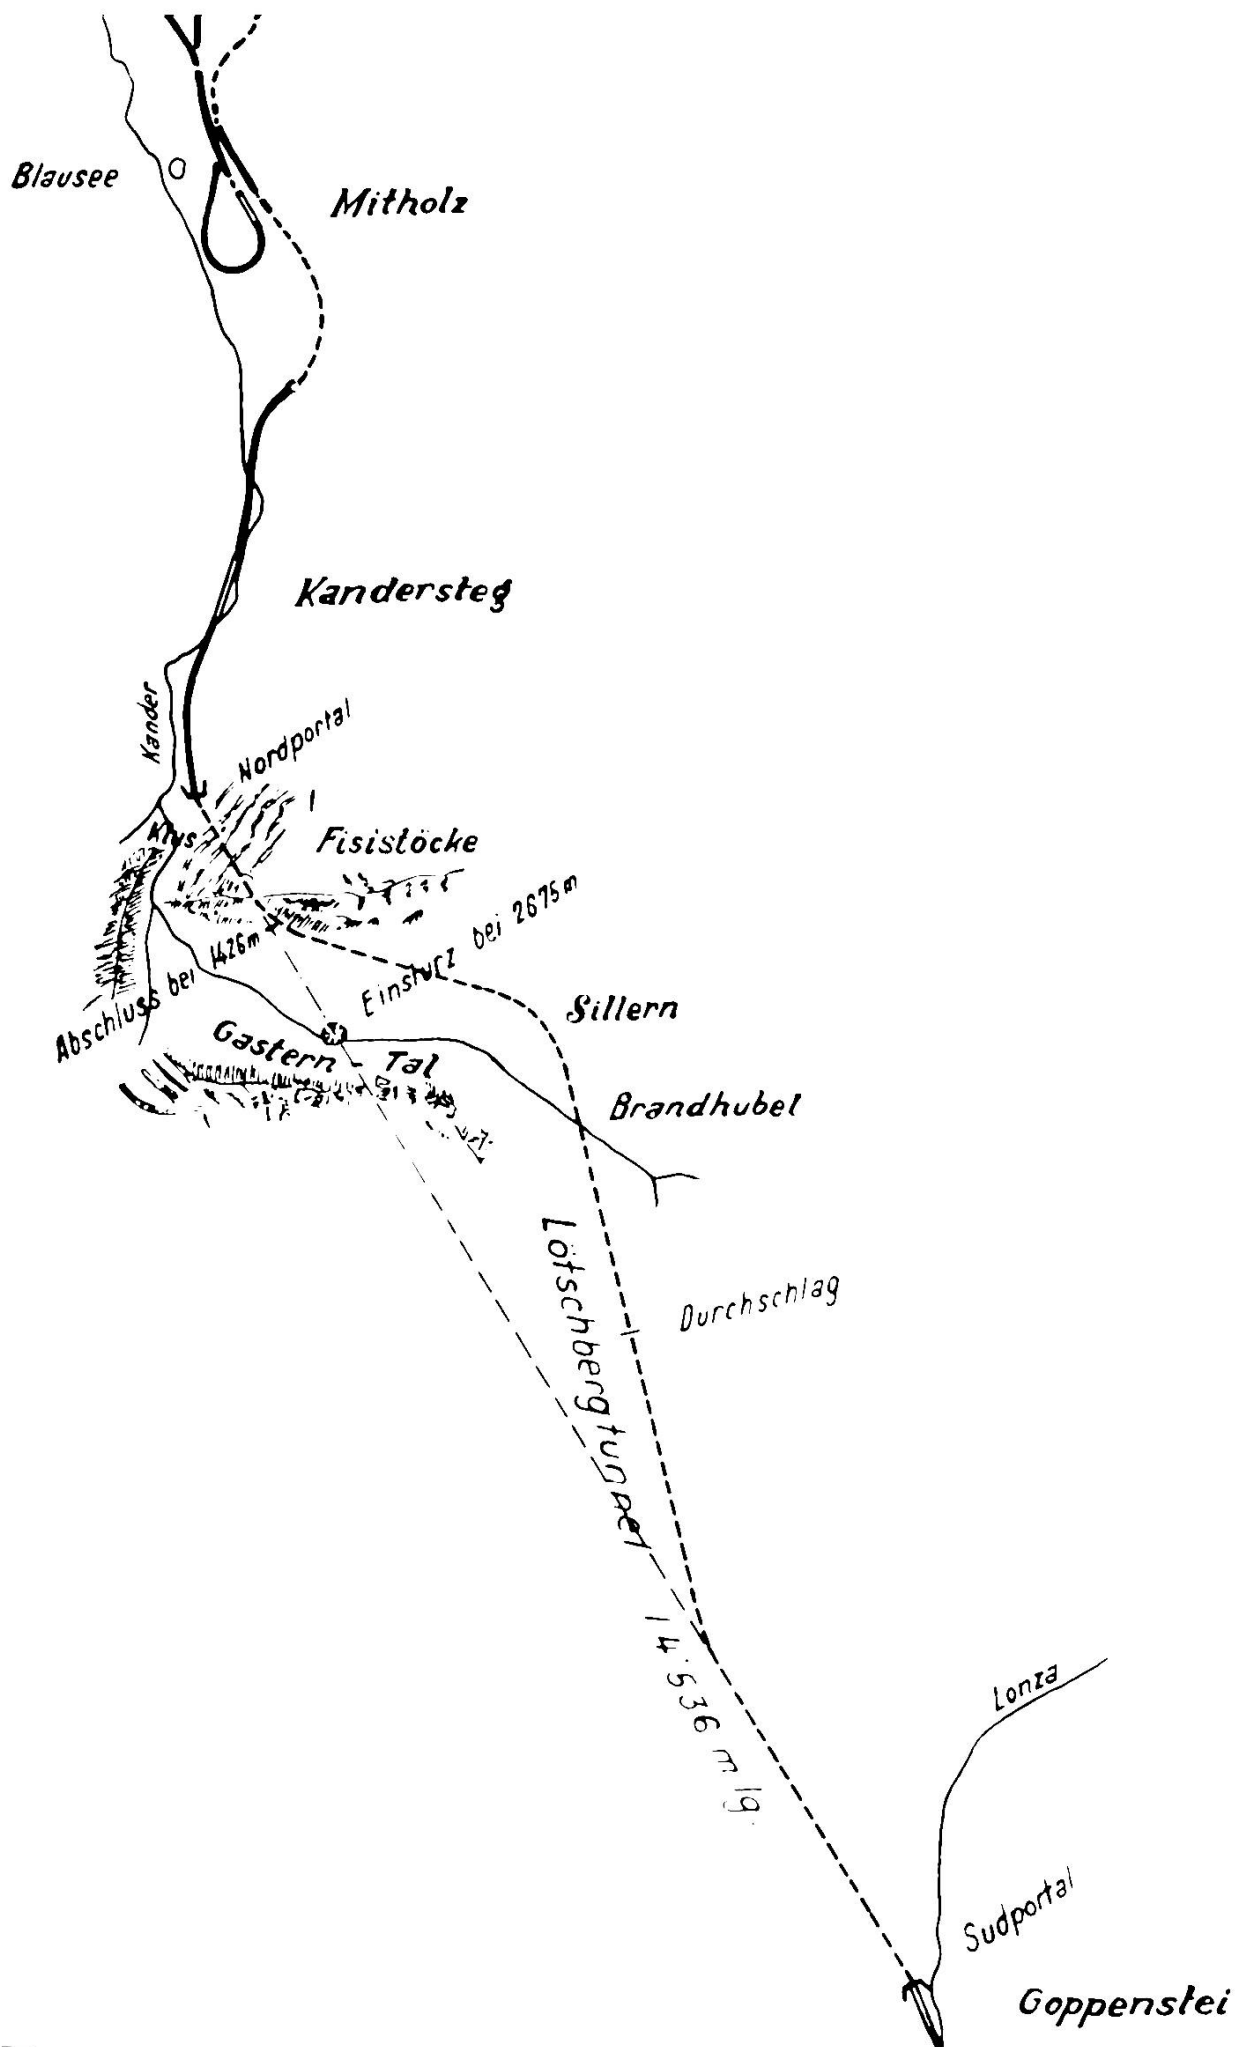 Blausee
Mitholz
Kandersteg
Kander
Nordportal
Klus
Fisistöcke
Abschluss bei 1426m
Einsturz bei 2675m
Sillern
Gastern - Tal
Brandhubel
Lötschbergtunnel
14'536 m lg.
Durchschlag
Lonza
Sudportal
Goppenstei